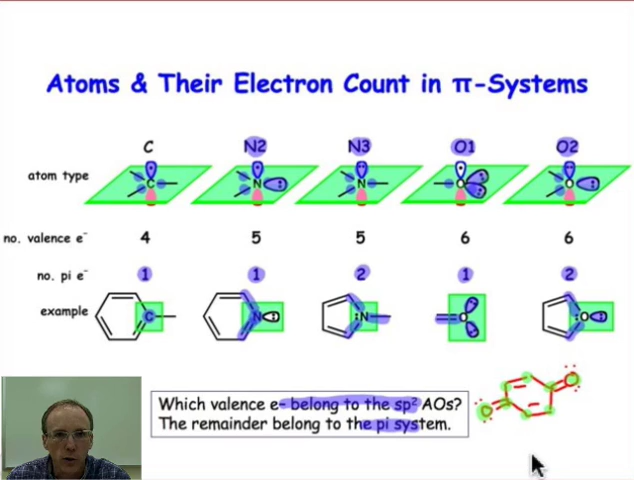 Atoms & Their Electron Count in π-Systems
C N2 N3 O1 O2
atom type C N N O O
no. valence e⁻ 4 5 5 6 6
no. pi e⁻ 1 1 2 1 2
example C N: :N O :O:
Which valence e- belong to the sp² AOs?
The remainder belong to the pi system.
O O